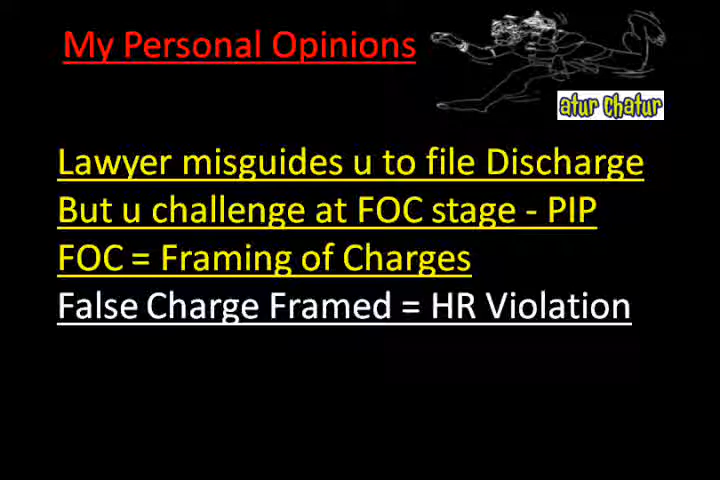 My Personal Opinions
atur chatur
Lawyer misguides u to file Discharge
But u challenge at FOC stage - PIP
FOC = Framing of Charges
False Charge Framed = HR Violation